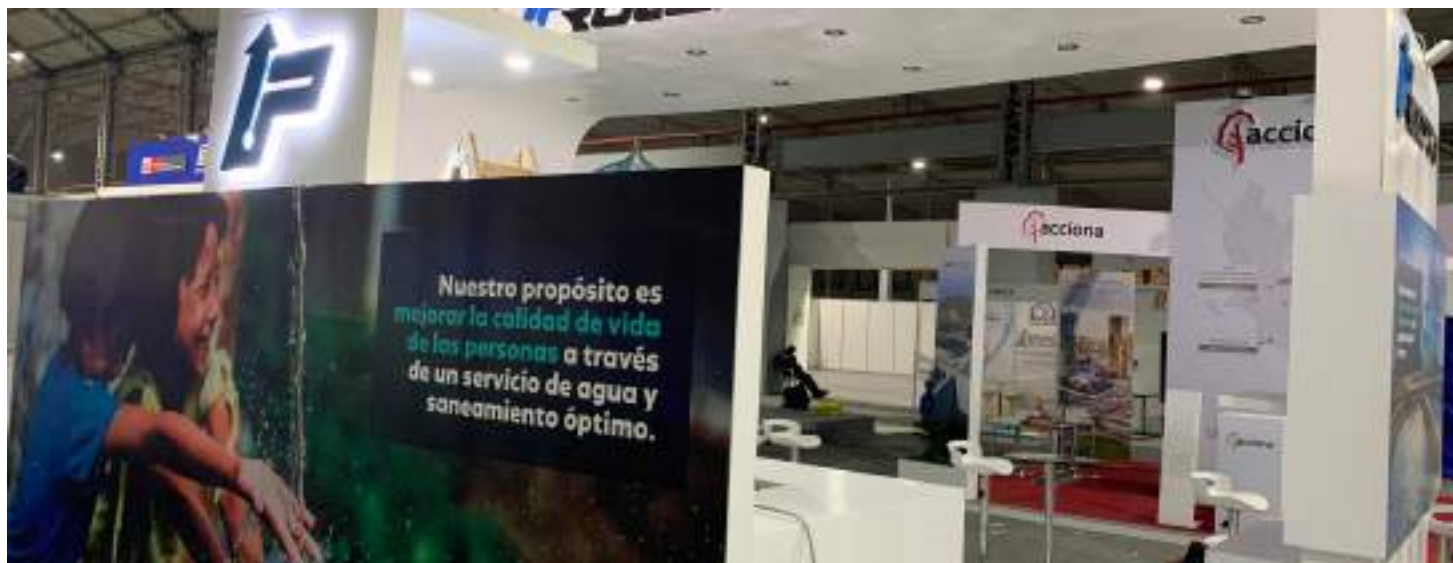 acciona
acciona
Nuestro propósito es
mejorar la calidad de vida
de las personas a través
de un servicio de agua y
saneamiento óptimo.
acciona